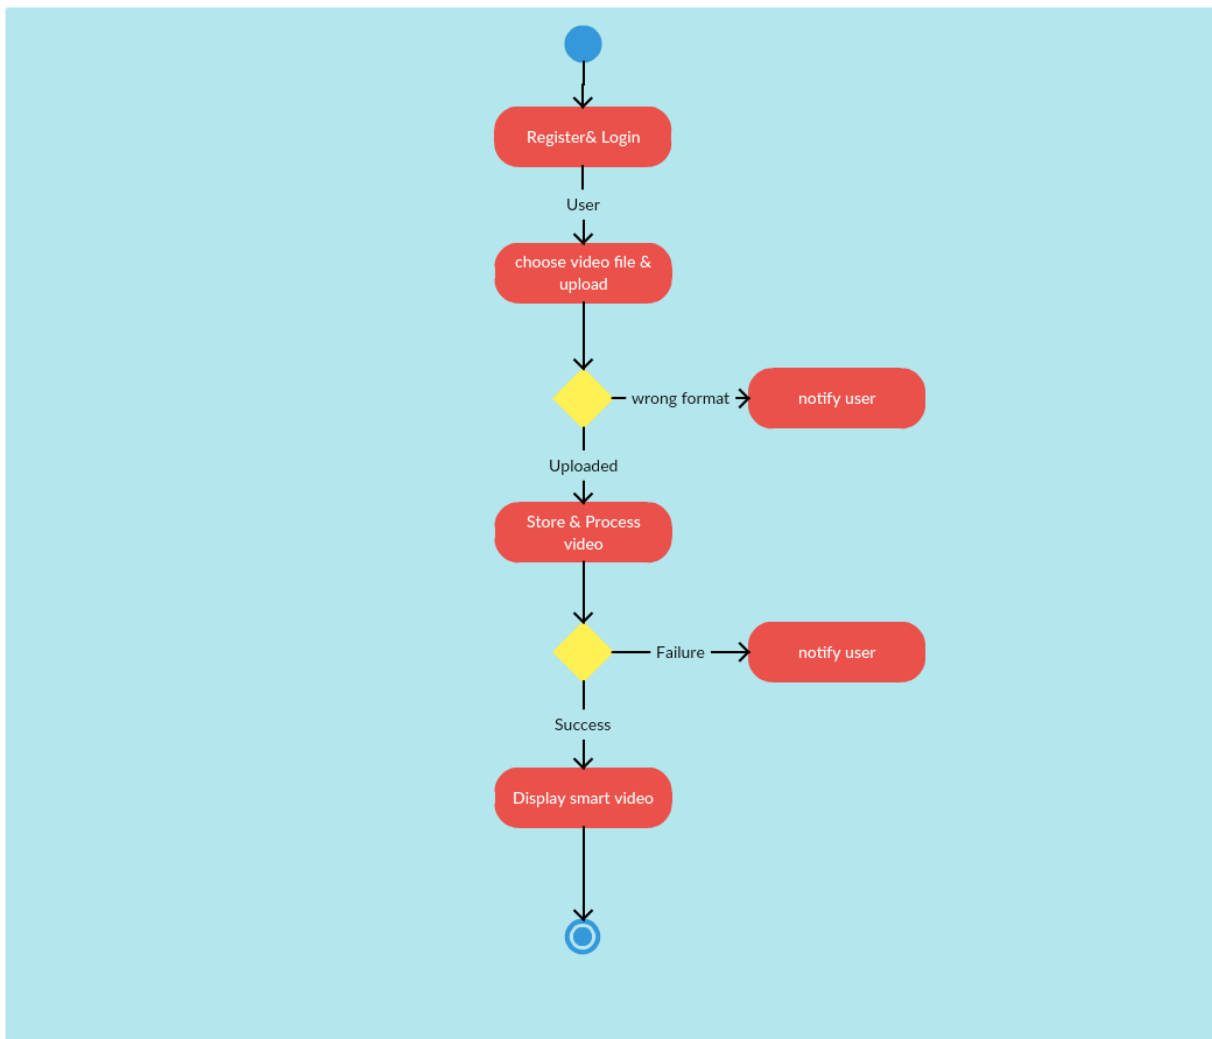 Register& Login
User
choose video file &
upload
wrong format
notify user
Uploaded
Store & Process
video
Failure
notify user
Success
Display smart video